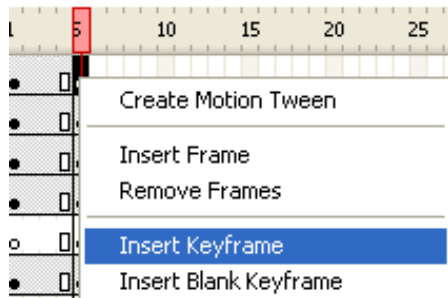 5 10 15 20 25
Create Motion Tween
Insert Frame
Remove Frames
Insert Keyframe
Insert Blank Keyframe